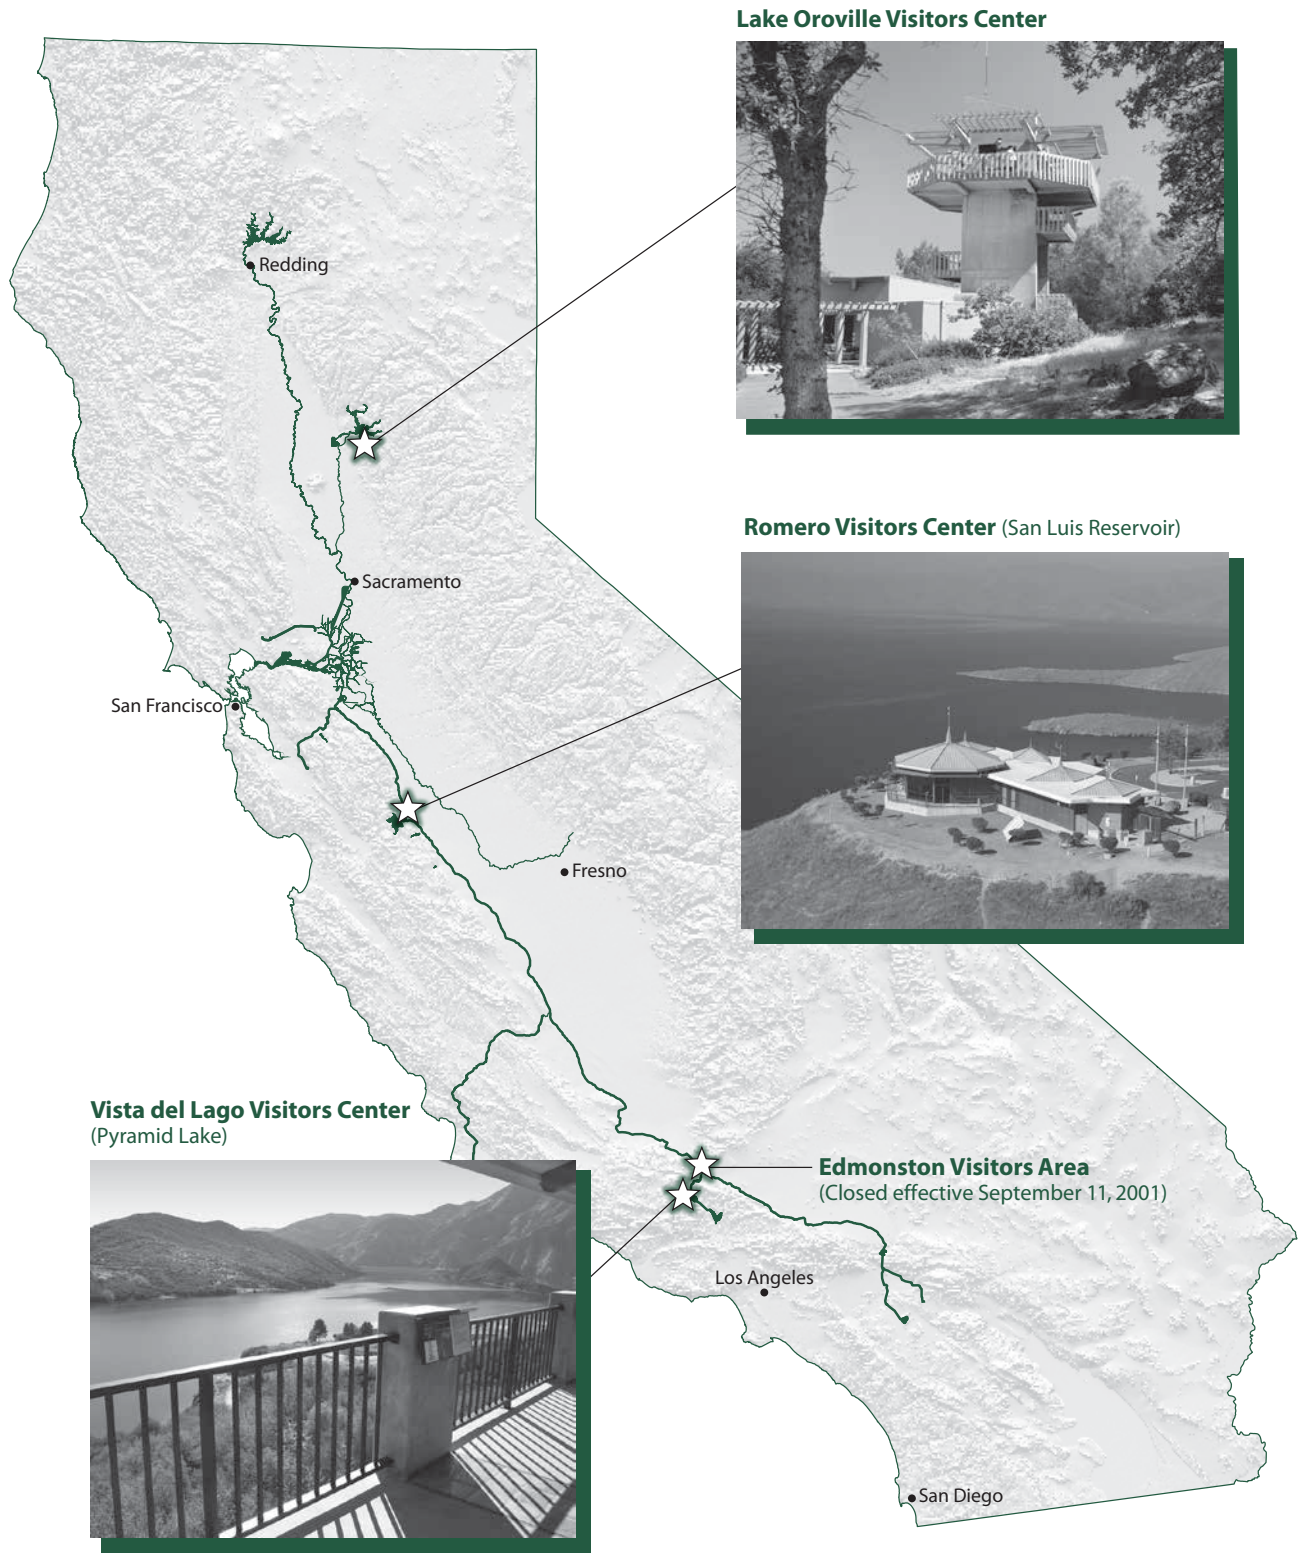 Lake Oroville Visitors Center
Redding
Romero Visitors Center (San Luis Reservoir)
Sacramento
San Francisco
Fresno
Vista del Lago Visitors Center
(Pyramid Lake)
Edmonston Visitors Area
(Closed effective September 11, 2001)
Los Angeles
San Diego